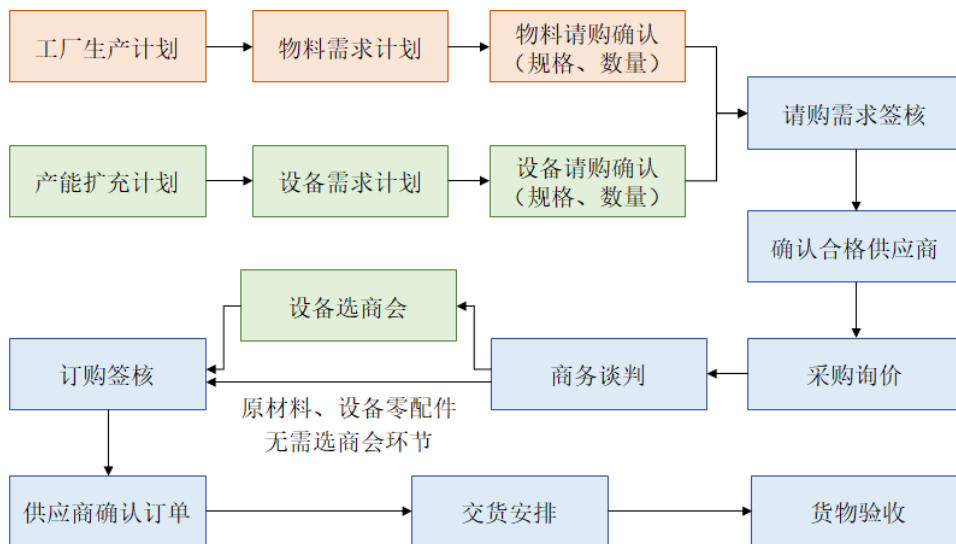 工厂生产计划
物料需求计划
物料请购确认
（规格、数量）
请购需求签核
产能扩充计划
设备需求计划
设备请购确认
（规格、数量）
确认合格供应商
设备选商会
订购签核
商务谈判
采购询价
原材料、设备零配件
无需选商会环节
供应商确认订单
交货安排
货物验收